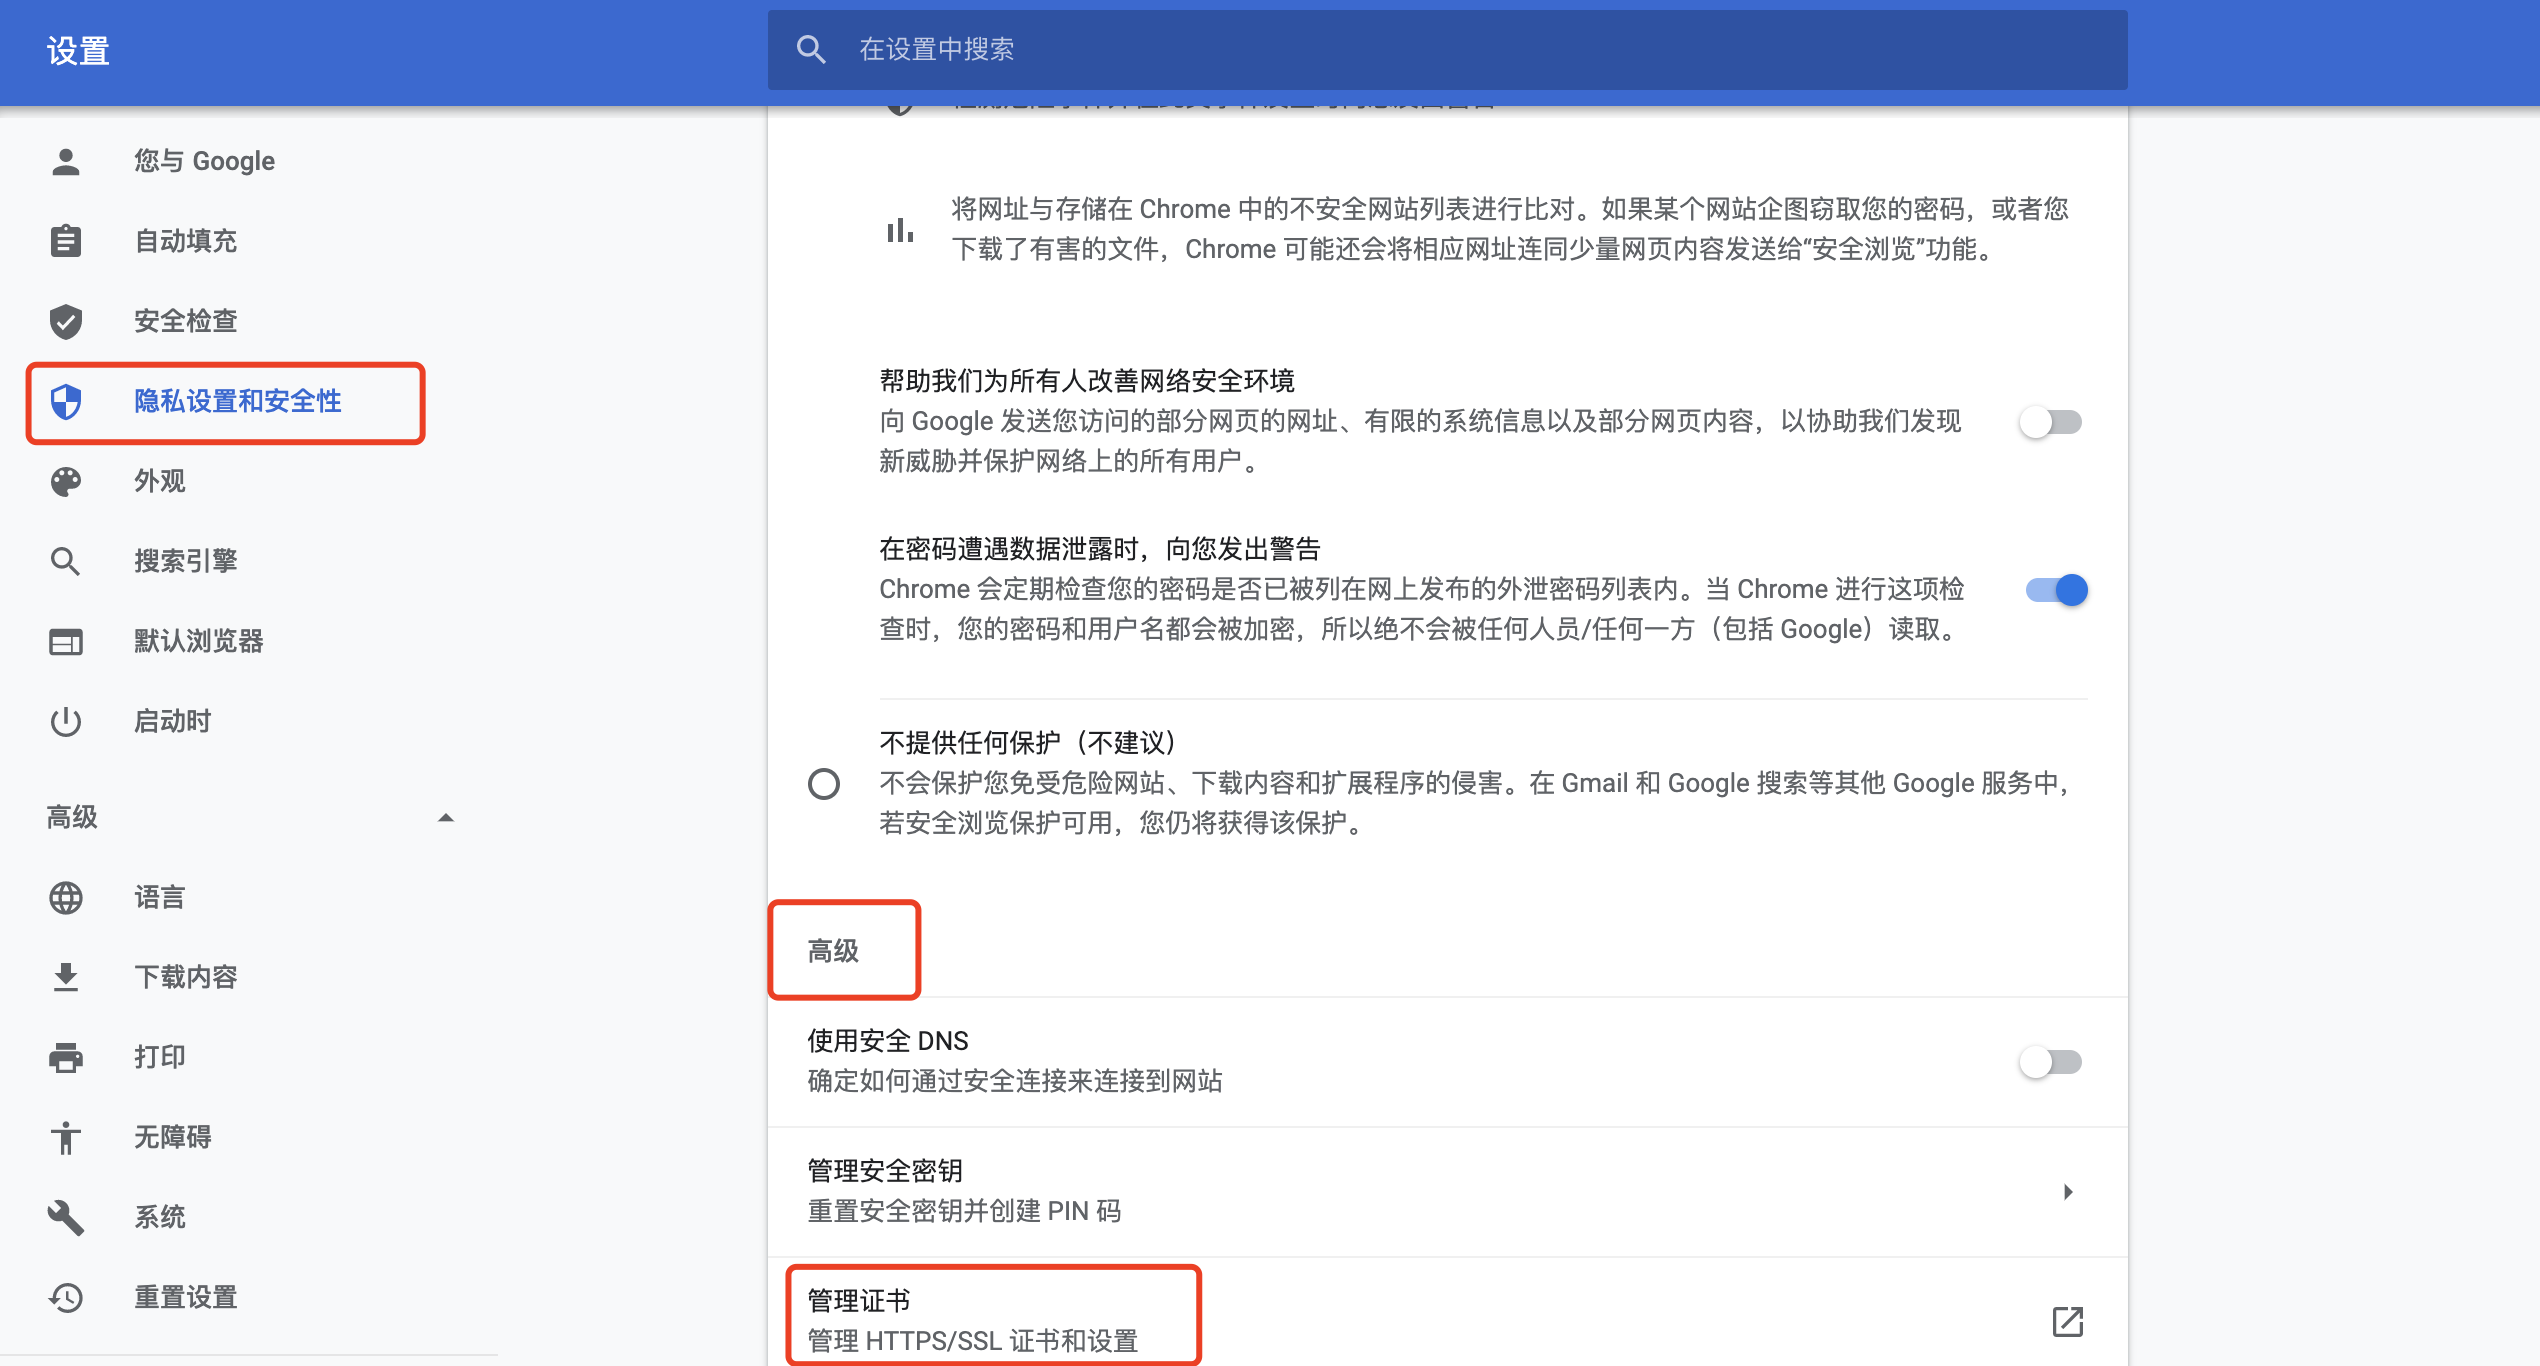 设置
在设置中搜索
您与 Google
自动填充
安全检查
隐私设置和安全性
外观
搜索引擎
默认浏览器
启动时
高级
语言
下载内容
打印
无障碍
系统
重置设置
将网址与存储在 Chrome 中的不安全网站列表进行比对。如果某个网站企图窃取您的密码，或者您
下载了有害的文件，Chrome 可能还会将相应网址连同少量网页内容发送给“安全浏览”功能。
帮助我们为所有人改善网络安全环境
向 Google 发送您访问的部分网页的网址、有限的系统信息以及部分网页内容，以协助我们发现
新威胁并保护网络上的所有用户。
在密码遭遇数据泄露时，向您发出警告
Chrome 会定期检查您的密码是否已被列在网上发布的外泄密码列表内。当 Chrome 进行这项检
查时，您的密码和用户名都会被加密，所以绝不会被任何人员/任何一方（包括 Google）读取。
不提供任何保护（不建议）
不会保护您免受危险网站、下载内容和扩展程序的侵害。在 Gmail 和 Google 搜索等其他 Google 服务中，
若安全浏览保护可用，您仍将获得该保护。
高级
使用安全 DNS
确定如何通过安全连接来连接到网站
管理安全密钥
重置安全密钥并创建 PIN 码
管理证书
管理 HTTPS/SSL 证书和设置